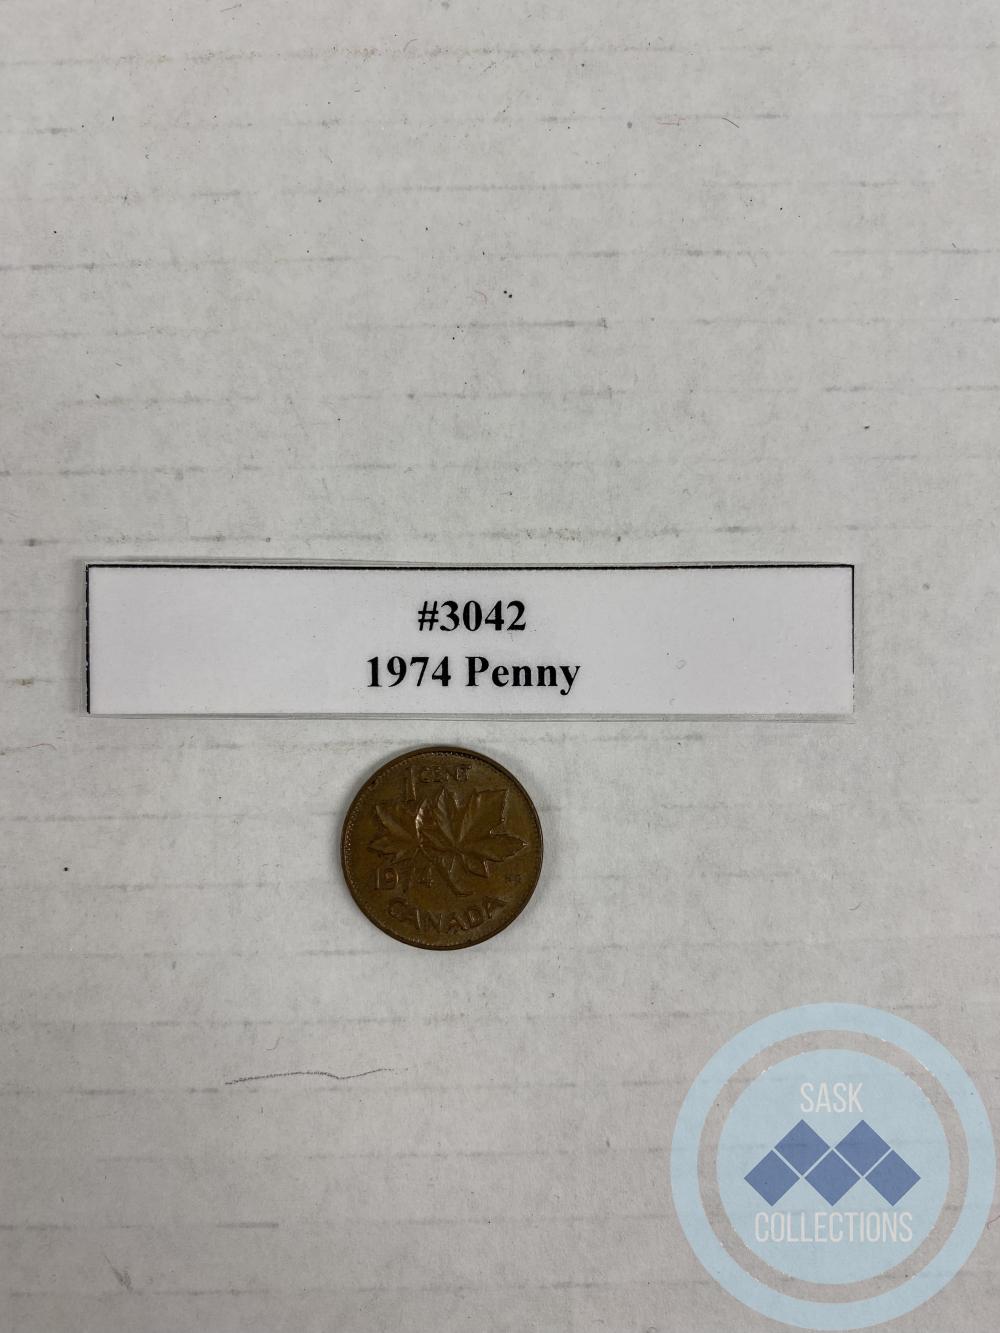 #3042
1974 Penny
1 CENT
1974
CANADA
SASK
COLLECTIONS